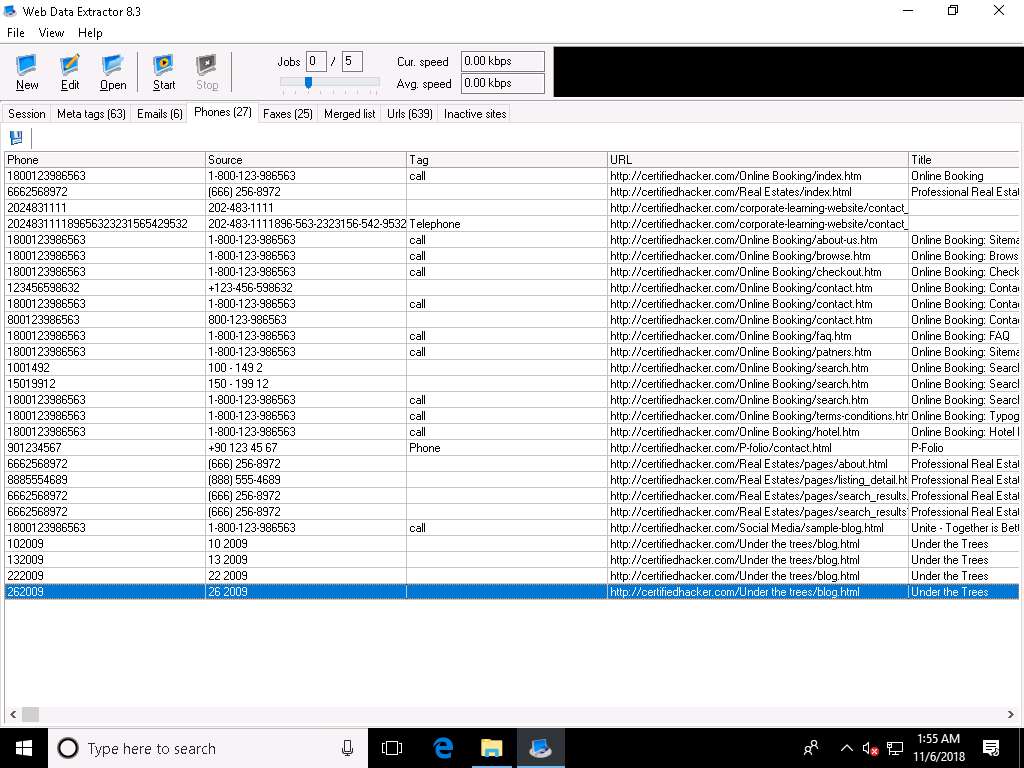 Web Data Extractor 8.3
File View Help
New Edit Open Start Stop
Jobs 0 / 5
Cur. speed 0.00 kbps
Avg. speed 0.00 kbps
Session Meta tags (63) Emails (6) Phones (27) Faxes (25) Merged list Urls (639) Inactive sites
Phone Source Tag URL Title
1800123986563 1-800-123-986563 call http://certifiedhacker.com/Online Booking/index.htm Online Booking
6662568972 (666) 256-8972 http://certifiedhacker.com/Real Estates/index.html Professional Real Estat
2024831111 202-483-1111 http://certifiedhacker.com/corporate-learning-website/contact_
20248311118965632323156542​9532 202-483-1111896-563-2323156-542-9532 Telephone http://certifiedhacker.com/corporate-learning-website/contact_
1800123986563 1-800-123-986563 call http://certifiedhacker.com/Online Booking/about-us.htm Online Booking: Sitema
1800123986563 1-800-123-986563 call http://certifiedhacker.com/Online Booking/browse.htm Online Booking: Brows
1800123986563 1-800-123-986563 call http://certifiedhacker.com/Online Booking/checkout.htm Online Booking: Check
123456598632 +123-456-598632 http://certifiedhacker.com/Online Booking/contact.htm Online Booking: Conta
1800123986563 1-800-123-986563 call http://certifiedhacker.com/Online Booking/contact.htm Online Booking: Conta
800123986563 800-123-986563 http://certifiedhacker.com/Online Booking/contact.htm Online Booking: Conta
1800123986563 1-800-123-986563 call http://certifiedhacker.com/Online Booking/faq.htm Online Booking: FAQ
1800123986563 1-800-123-986563 call http://certifiedhacker.com/Online Booking/patners.htm Online Booking: Sitema
1001492 100 - 149 2 http://certifiedhacker.com/Online Booking/search.htm Online Booking: Searc
15019912 150 - 199 12 http://certifiedhacker.com/Online Booking/search.htm Online Booking: Searc
1800123986563 1-800-123-986563 call http://certifiedhacker.com/Online Booking/search.htm Online Booking: Searc
1800123986563 1-800-123-986563 call http://certifiedhacker.com/Online Booking/terms-conditions.htm Online Booking: Typog
1800123986563 1-800-123-986563 call http://certifiedhacker.com/Online Booking/hotel.htm Online Booking: Hotel
901234567 +90 123 45 67 Phone http://certifiedhacker.com/P-folio/contact.html P-Folio
6662568972 (666) 256-8972 http://certifiedhacker.com/Real Estates/pages/about.html Professional Real Estat
8885554689 (888) 555-4689 http://certifiedhacker.com/Real Estates/pages/listing_detail.ht Professional Real Estat
6662568972 (666) 256-8972 http://certifiedhacker.com/Real Estates/pages/search_results. Professional Real Estat
6662568972 (666) 256-8972 http://certifiedhacker.com/Real Estates/pages/search_results Professional Real Estat
1800123986563 1-800-123-986563 call http://certifiedhacker.com/Social Media/sample-blog.html Unite - Together is Bett
102009 10 2009 http://certifiedhacker.com/Under the trees/blog.html Under the Trees
132009 13 2009 http://certifiedhacker.com/Under the trees/blog.html Under the Trees
222009 22 2009 http://certifiedhacker.com/Under the trees/blog.html Under the Trees
262009 26 2009 http://certifiedhacker.com/Under the trees/blog.html Under the Trees
Type here to search
1:55 AM
11/6/2018